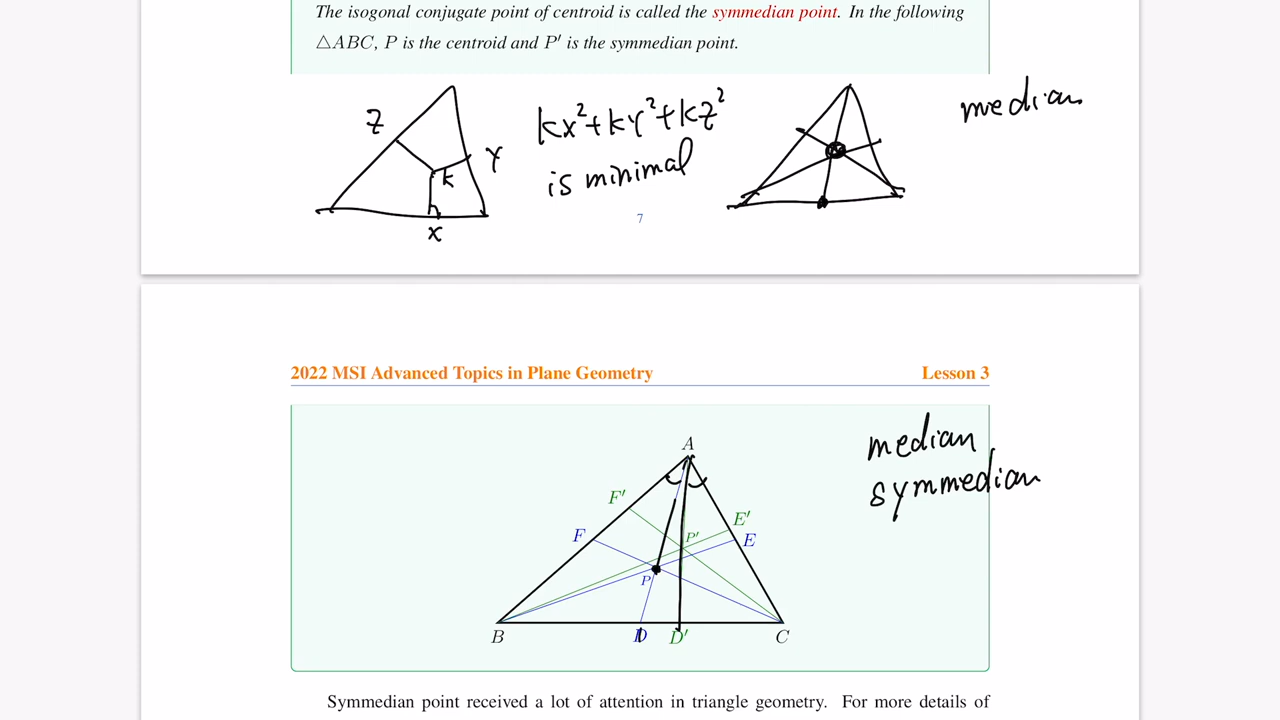 The isogonal conjugate point of centroid is called the symmedian point. In the following
△ABC, P is the centroid and P′ is the symmedian point.
Z
Y
K
X
kx²+kY²+kZ²
is minimal
median
7
2022 MSI Advanced Topics in Plane Geometry Lesson 3
A
F′
F
E′
E
P′
P
B
D
D′
C
median
symmedian
Symmedian point received a lot of attention in triangle geometry. For more details of